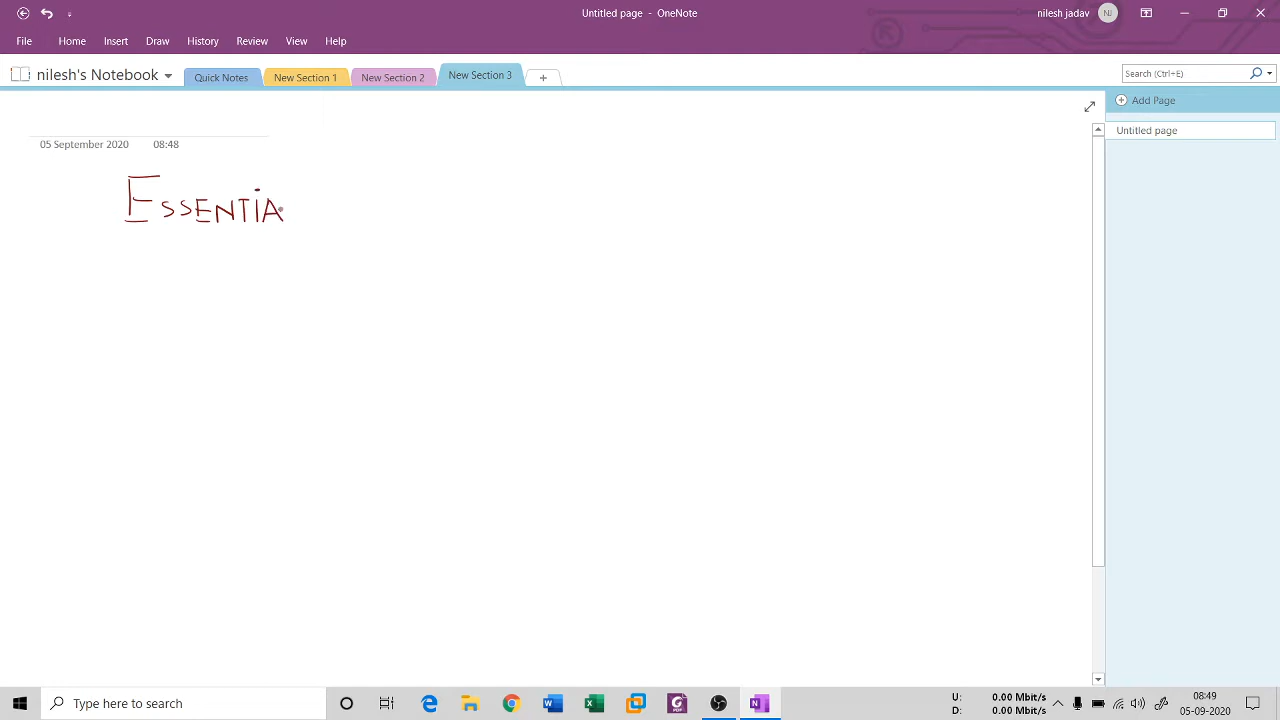 Untitled page - OneNote
nilesh jadav
NJ
File Home Insert Draw History Review View Help
nilesh's Notebook
Quick Notes New Section 1 New Section 2 New Section 3 +
Search (Ctrl+E)
Add Page
Untitled page
05 September 2020 08:48
ESSENTIA
Type here to search
U: 0.00 Mbit/s
D: 0.00 Mbit/s
08:49
05-09-2020